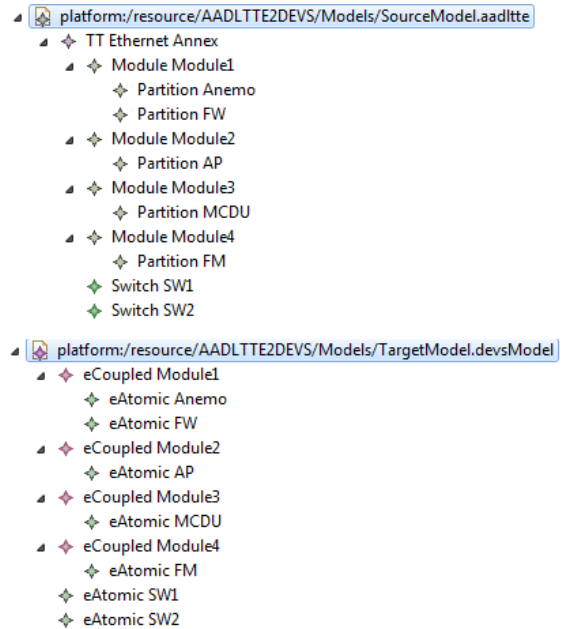 platform:/resource/AADLTTE2DEVS/Models/SourceModel.aadltte
TT Ethernet Annex
Module Module1
Partition Anemo
Partition FW
Module Module2
Partition AP
Module Module3
Partition MCDU
Module Module4
Partition FM
Switch SW1
Switch SW2
platform:/resource/AADLTTE2DEVS/Models/TargetModel.devsModel
eCoupled Module1
eAtomic Anemo
eAtomic FW
eCoupled Module2
eAtomic AP
eCoupled Module3
eAtomic MCDU
eCoupled Module4
eAtomic FM
eAtomic SW1
eAtomic SW2